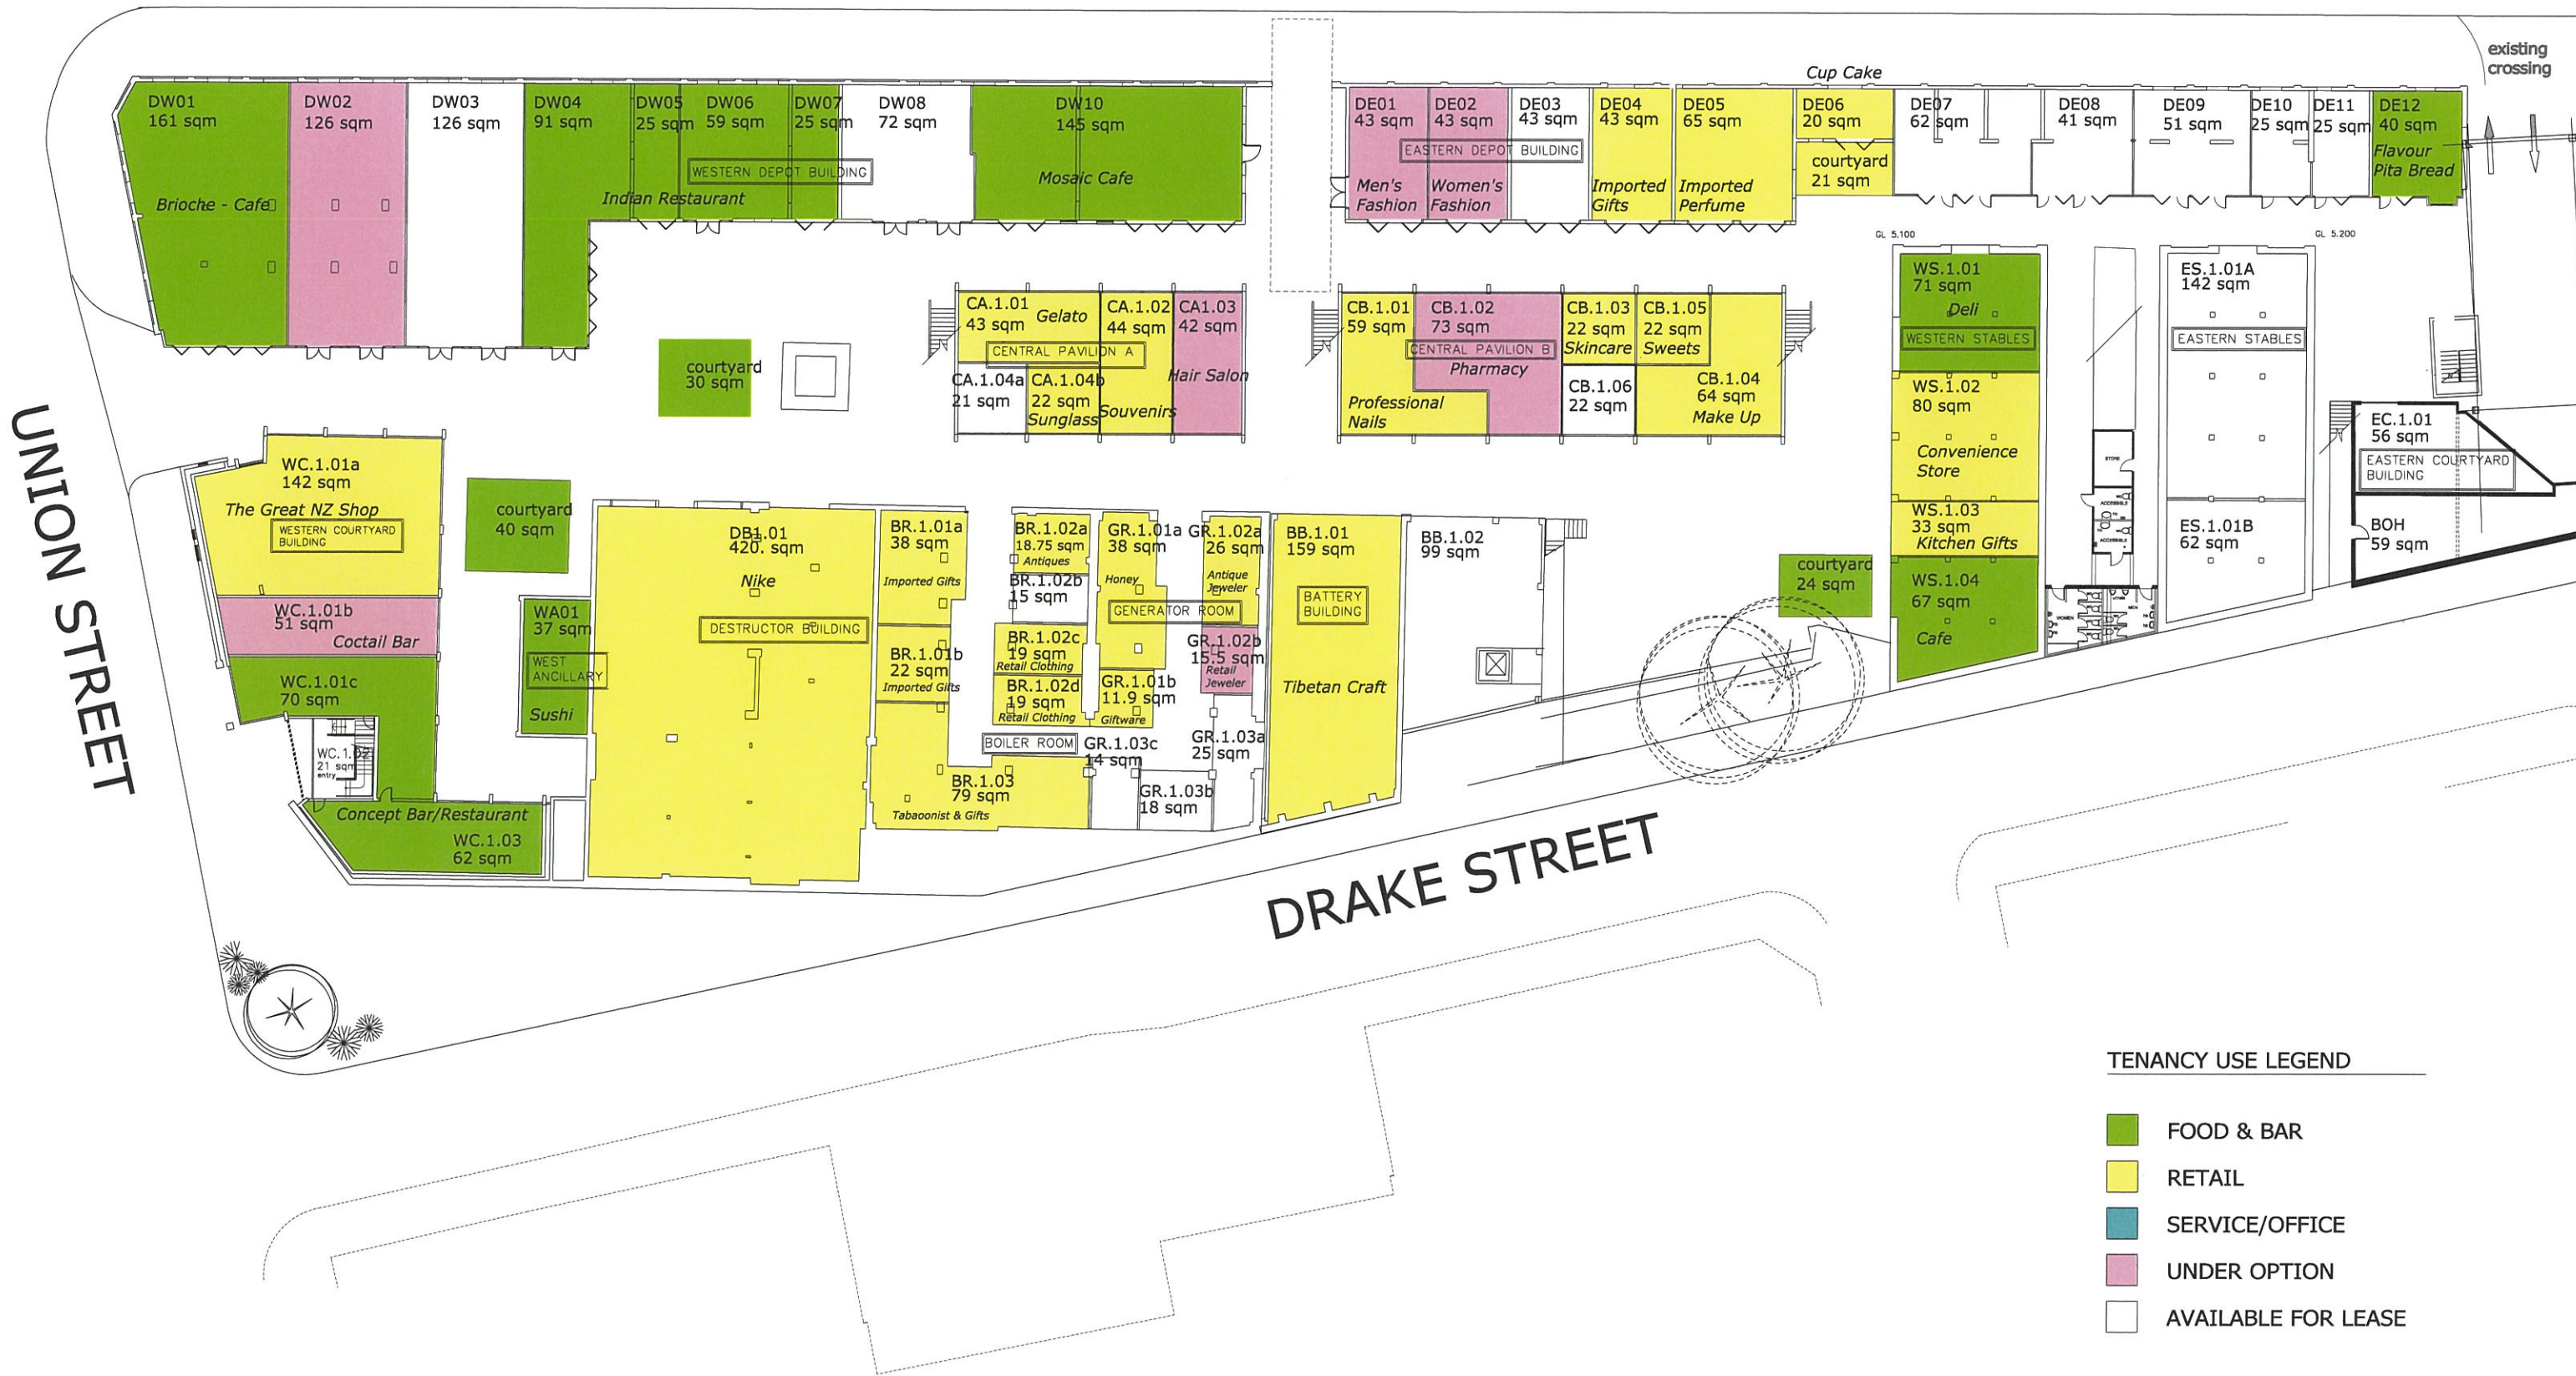 existing
crossing
Cup Cake
DW01
161 sqm
Brioche - Cafe
DW02
126 sqm
DW03
126 sqm
DW04
91 sqm
DW05
25 sqm
DW06
59 sqm
DW07
25 sqm
WESTERN DEPOT BUILDING
Indian Restaurant
DW08
72 sqm
DW10
145 sqm
Mosaic Cafe
DE01
43 sqm
Men's
Fashion
DE02
43 sqm
Women's
Fashion
DE03
43 sqm
EASTERN DEPOT BUILDING
DE04
43 sqm
Imported
Gifts
DE05
65 sqm
Imported
Perfume
DE06
20 sqm
courtyard
21 sqm
DE07
62 sqm
DE08
41 sqm
DE09
51 sqm
DE10
25 sqm
DE11
25 sqm
DE12
40 sqm
Flavour
Pita Bread
GL 5.100
GL 5.200
courtyard
30 sqm
CA.1.01
43 sqm
Gelato
CA.1.02
44 sqm
CA1.03
42 sqm
CENTRAL PAVILION A
CA.1.04a
21 sqm
CA.1.04b
22 sqm
Sunglass
Souvenirs
Hair Salon
CB.1.01
59 sqm
Professional
Nails
CB.1.02
73 sqm
CENTRAL PAVILION B
Pharmacy
CB.1.03
22 sqm
Skincare
CB.1.05
22 sqm
Sweets
CB.1.06
22 sqm
CB.1.04
64 sqm
Make Up
WS.1.01
71 sqm
Deli
WESTERN STABLES
WS.1.02
80 sqm
Convenience
Store
WS.1.03
33 sqm
Kitchen Gifts
WS.1.04
67 sqm
Cafe
STORE
ACCESSIBLE
ACCESSIBLE
WOMEN
MEN
ES.1.01A
142 sqm
EASTERN STABLES
ES.1.01B
62 sqm
EC.1.01
56 sqm
EASTERN COURTYARD
BUILDING
BOH
59 sqm
UNION STREET
WC.1.01a
142 sqm
The Great NZ Shop
WESTERN COURTYARD
BUILDING
WC.1.01b
51 sqm
Coctail Bar
WC.1.01c
70 sqm
WC.1.02
21 sqm
entry
Concept Bar/Restaurant
WC.1.03
62 sqm
courtyard
40 sqm
WA01
37 sqm
WEST
ANCILLARY
Sushi
DB1.01
420. sqm
Nike
DESTRUCTOR BUILDING
BR.1.01a
38 sqm
Imported Gifts
BR.1.01b
22 sqm
Imported Gifts
BR.1.02a
18.75 sqm
Antiques
BR.1.02b
15 sqm
BR.1.02c
19 sqm
Retail Clothing
BR.1.02d
19 sqm
Retail Clothing
BOILER ROOM
BR.1.03
79 sqm
Tabaoonist & Gifts
GR.1.01a
38 sqm
Honey
GENERATOR ROOM
GR.1.01b
11.9 sqm
Giftware
GR.1.02a
26 sqm
Antique
Jeweler
GR.1.02b
15.5 sqm
Retail
Jeweler
GR.1.03c
14 sqm
GR.1.03a
25 sqm
GR.1.03b
18 sqm
BB.1.01
159 sqm
BATTERY
BUILDING
Tibetan Craft
BB.1.02
99 sqm
courtyard
24 sqm
DRAKE STREET
TENANCY USE LEGEND
FOOD & BAR
RETAIL
SERVICE/OFFICE
UNDER OPTION
AVAILABLE FOR LEASE